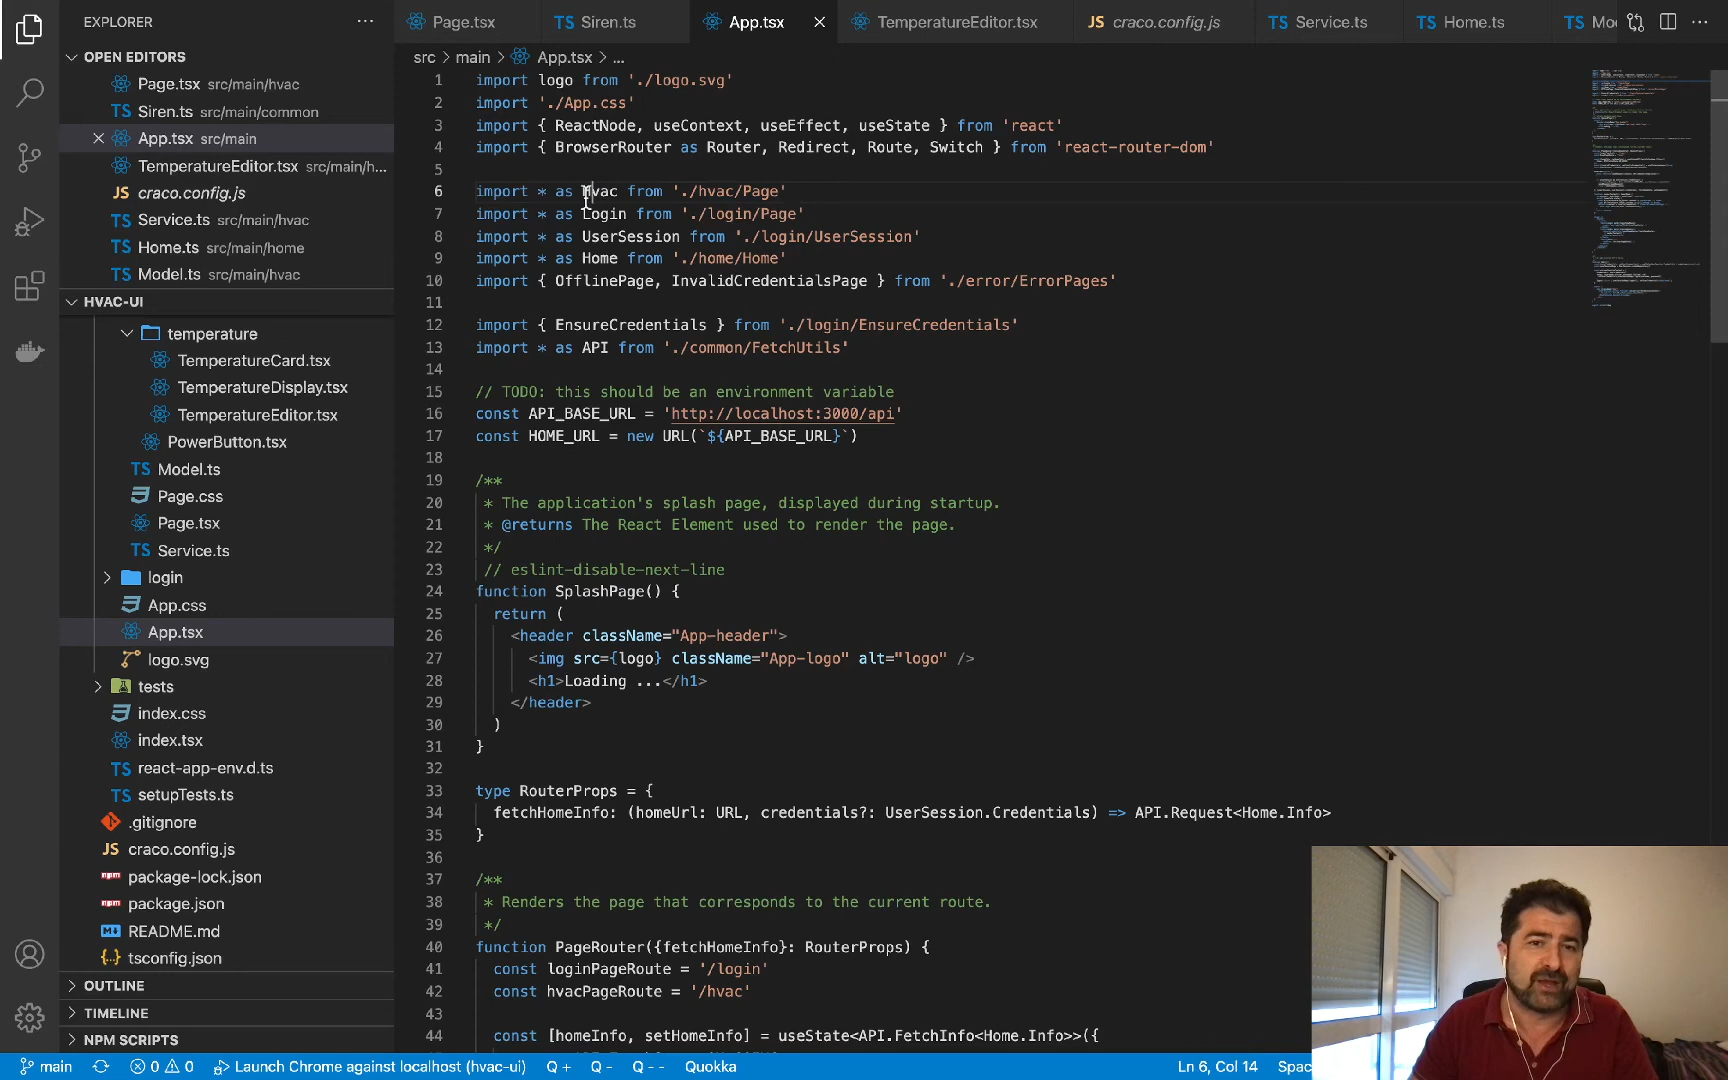 EXPLORER
OPEN EDITORS
Page.tsx src/main/hvac
Siren.ts src/main/common
App.tsx src/main
TemperatureEditor.tsx src/main/h...
craco.config.js
Service.ts src/main/hvac
Home.ts src/main/home
Model.ts src/main/hvac
HVAC-UI
temperature
TemperatureCard.tsx
TemperatureDisplay.tsx
TemperatureEditor.tsx
PowerButton.tsx
Model.ts
Page.css
Page.tsx
Service.ts
login
App.css
App.tsx
logo.svg
tests
index.css
index.tsx
react-app-env.d.ts
setupTests.ts
.gitignore
craco.config.js
package-lock.json
package.json
README.md
tsconfig.json
OUTLINE
TIMELINE
NPM SCRIPTS
Page.tsx Siren.ts App.tsx TemperatureEditor.tsx craco.config.js Service.ts Home.ts Mo
src > main > App.tsx > ...
1 import logo from './logo.svg'
2 import './App.css'
3 import { ReactNode, useContext, useEffect, useState } from 'react'
4 import { BrowserRouter as Router, Redirect, Route, Switch } from 'react-router-dom'
5
6 import * as Hvac from './hvac/Page'
7 import * as Login from './login/Page'
8 import * as UserSession from './login/UserSession'
9 import * as Home from './home/Home'
10 import { OfflinePage, InvalidCredentialsPage } from './error/ErrorPages'
11
12 import { EnsureCredentials } from './login/EnsureCredentials'
13 import * as API from './common/FetchUtils'
14
15 // TODO: this should be an environment variable
16 const API_BASE_URL = 'http://localhost:3000/api'
17 const HOME_URL = new URL(`${API_BASE_URL}`)
18
19 /**
20 * The application's splash page, displayed during startup.
21 * @returns The React Element used to render the page.
22 */
23 // eslint-disable-next-line
24 function SplashPage() {
25 return (
26 <header className="App-header">
27 <img src={logo} className="App-logo" alt="logo" />
28 <h1>Loading ...</h1>
29 </header>
30 )
31 }
32
33 type RouterProps = {
34 fetchHomeInfo: (homeUrl: URL, credentials?: UserSession.Credentials) => API.Request<Home.Info>
35 }
36
37 /**
38 * Renders the page that corresponds to the current route.
39 */
40 function PageRouter({fetchHomeInfo}: RouterProps) {
41 const loginPageRoute = '/login'
42 const hvacPageRoute = '/hvac'
43
44 const [homeInfo, setHomeInfo] = useState<API.FetchInfo<Home.Info>>({
main 0 0 Launch Chrome against localhost (hvac-ui) Q + Q - Q - - Quokka Ln 6, Col 14 Spac